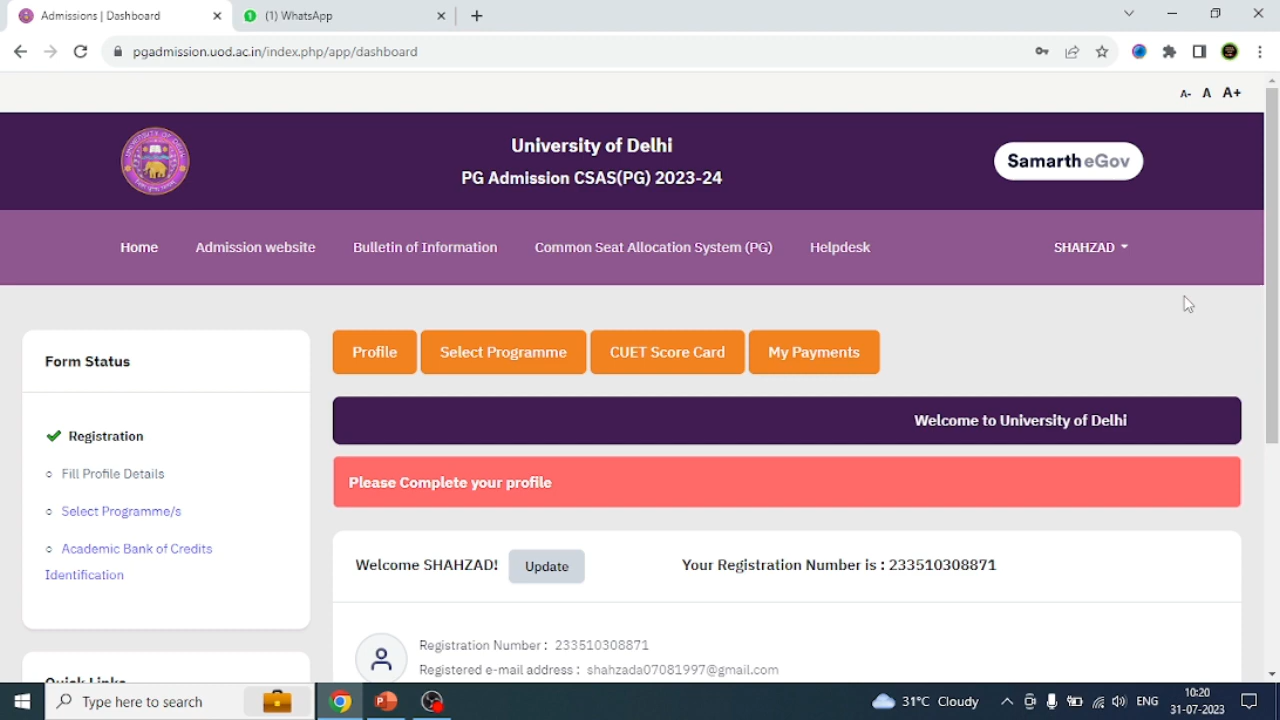 Admissions | Dashboard
(1) WhatsApp
pgadmission.uod.ac.in/index.php/app/dashboard
A- A A+
University of Delhi
PG Admission CSAS(PG) 2023-24
Samarth eGov
Home Admission website Bulletin of Information Common Seat Allocation System (PG) Helpdesk SHAHZAD
Profile Select Programme CUET Score Card My Payments
Form Status
Registration
Fill Profile Details
Select Programme/s
Academic Bank of Credits
Identification
Quick Links
Welcome to University of Delhi
Please Complete your profile
Welcome SHAHZAD! Update Your Registration Number is : 233510308871
Registration Number : 233510308871
Registered e-mail address : shahzada07081997@gmail.com
Type here to search
31°C Cloudy
ENG
10:20
31-07-2023